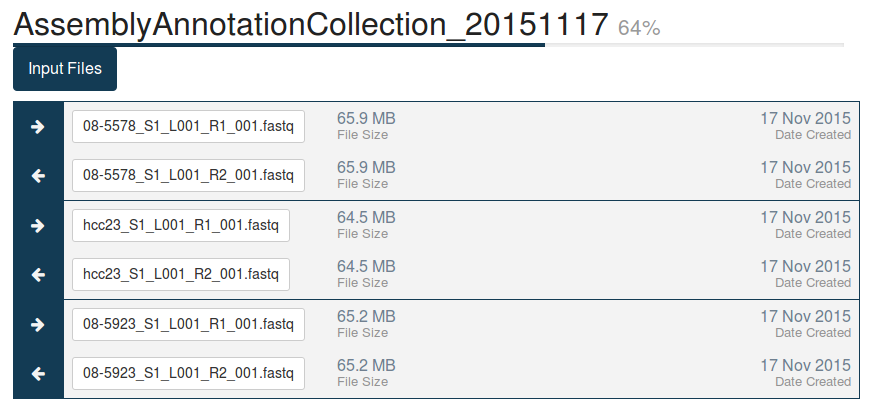 AssemblyAnnotationCollection_20151117 64%
Input Files
08-5578_S1_L001_R1_001.fastq 65.9 MB 17 Nov 2015
File Size Date Created
08-5578_S1_L001_R2_001.fastq 65.9 MB 17 Nov 2015
File Size Date Created
hcc23_S1_L001_R1_001.fastq 64.5 MB 17 Nov 2015
File Size Date Created
hcc23_S1_L001_R2_001.fastq 64.5 MB 17 Nov 2015
File Size Date Created
08-5923_S1_L001_R1_001.fastq 65.2 MB 17 Nov 2015
File Size Date Created
08-5923_S1_L001_R2_001.fastq 65.2 MB 17 Nov 2015
File Size Date Created